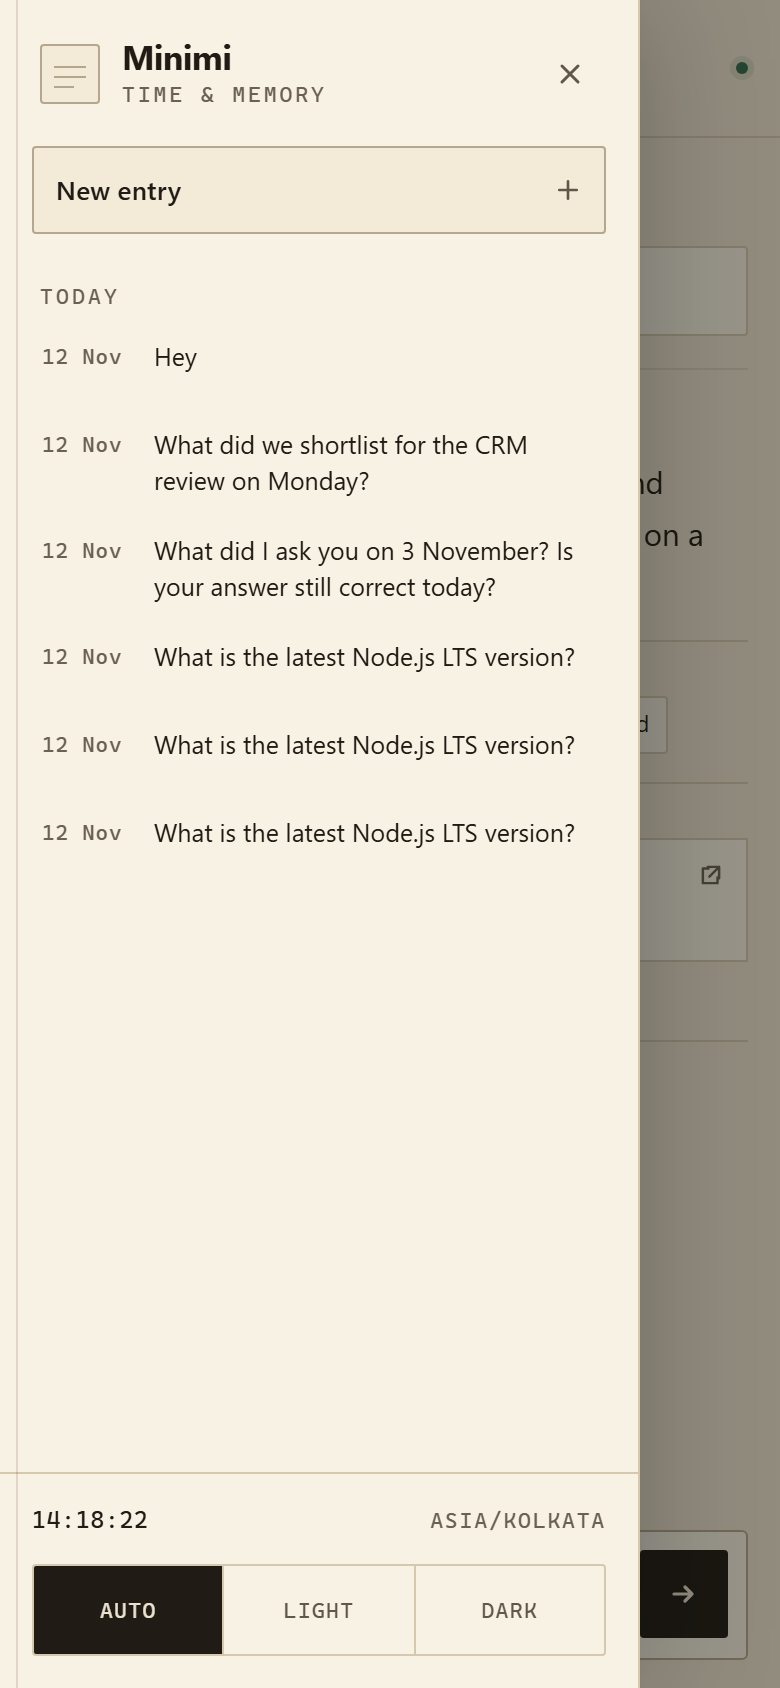 Minimi
TIME & MEMORY
New entry
TODAY
12 Nov Hey
12 Nov What did we shortlist for the CRM
review on Monday?
12 Nov What did I ask you on 3 November? Is
your answer still correct today?
12 Nov What is the latest Node.js LTS version?
12 Nov What is the latest Node.js LTS version?
12 Nov What is the latest Node.js LTS version?
on a
14:18:22 ASIA/KOLKATA
AUTO LIGHT DARK